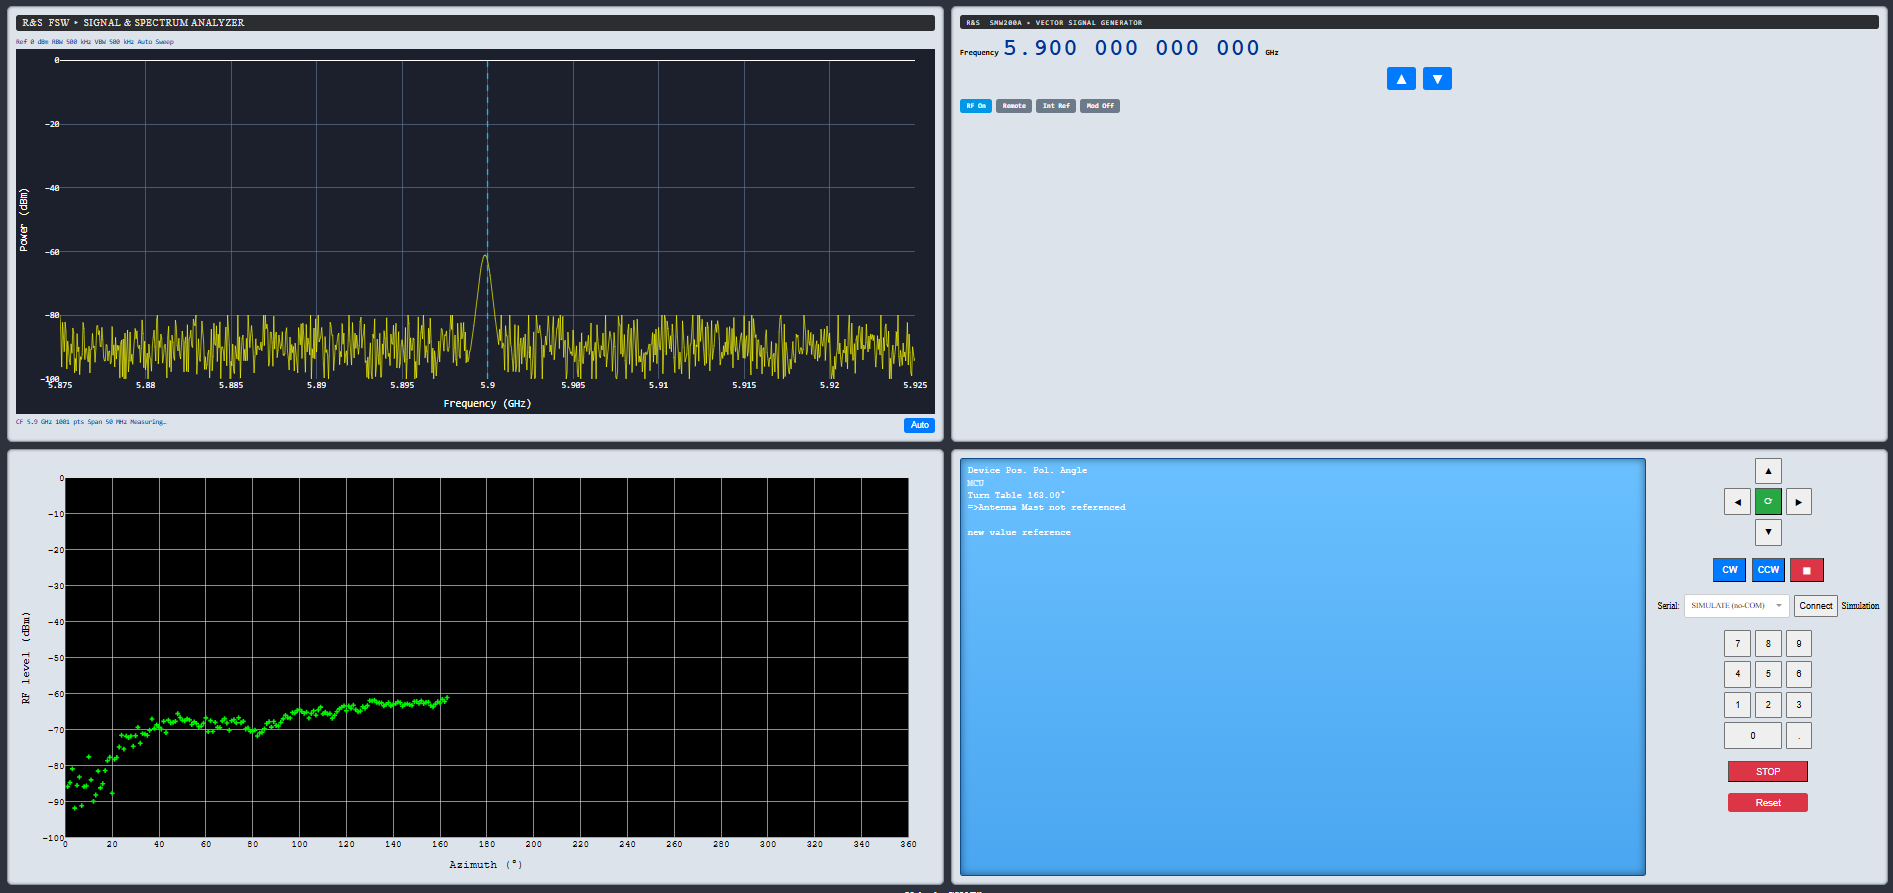 R&S FSW • SIGNAL & SPECTRUM ANALYZER
Ref 0 dBm RBW 500 kHz VBW 500 kHz Auto Sweep
Power (dBm)
0
-20
-40
-60
-80
-100
5.875 5.88 5.885 5.89 5.895 5.9 5.905 5.91 5.915 5.92 5.925
Frequency (GHz)
CF 5.9 GHz 1001 pts Span 50 MHz Measuring…
Auto
R&S SMW200A • VECTOR SIGNAL GENERATOR
Frequency 5.900 000 000 000 GHz
▲ ▼
RF On Remote Int Ref Mod Off
RF level (dBm)
0
-10
-20
-30
-40
-50
-60
-70
-80
-90
-100
0 20 40 60 80 100 120 140 160 180 200 220 240 260 280 300 320 340 360
Azimuth (°)
Device Pos. Pol. Angle
MCU
Turn Table 163.00°
=>Antenna Mast not referenced
new value reference
▲
◀ ⟳ ▶
▼
CW CCW ■
Serial: SIMULATE (no-COM) Connect Simulation
7 8 9
4 5 6
1 2 3
0 .
STOP
Reset